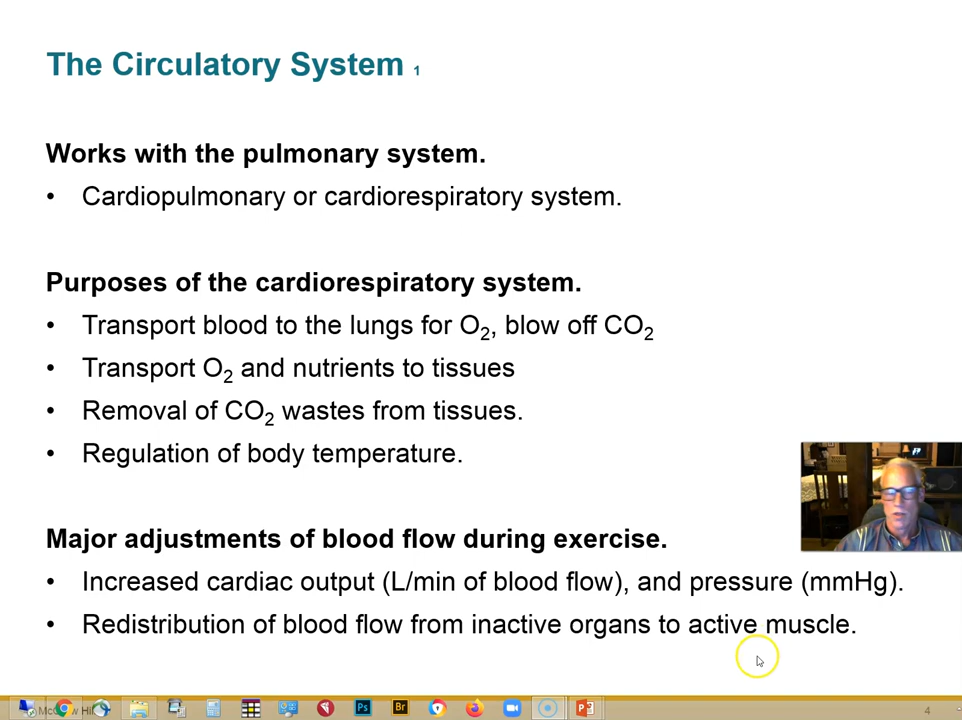 The Circulatory System 1
Works with the pulmonary system.
• Cardiopulmonary or cardiorespiratory system.
Purposes of the cardiorespiratory system.
• Transport blood to the lungs for O₂, blow off CO₂
• Transport O₂ and nutrients to tissues
• Removal of CO₂ wastes from tissues.
• Regulation of body temperature.
Major adjustments of blood flow during exercise.
• Increased cardiac output (L/min of blood flow), and pressure (mmHg).
• Redistribution of blood flow from inactive organs to active muscle.
Ps Br P
4